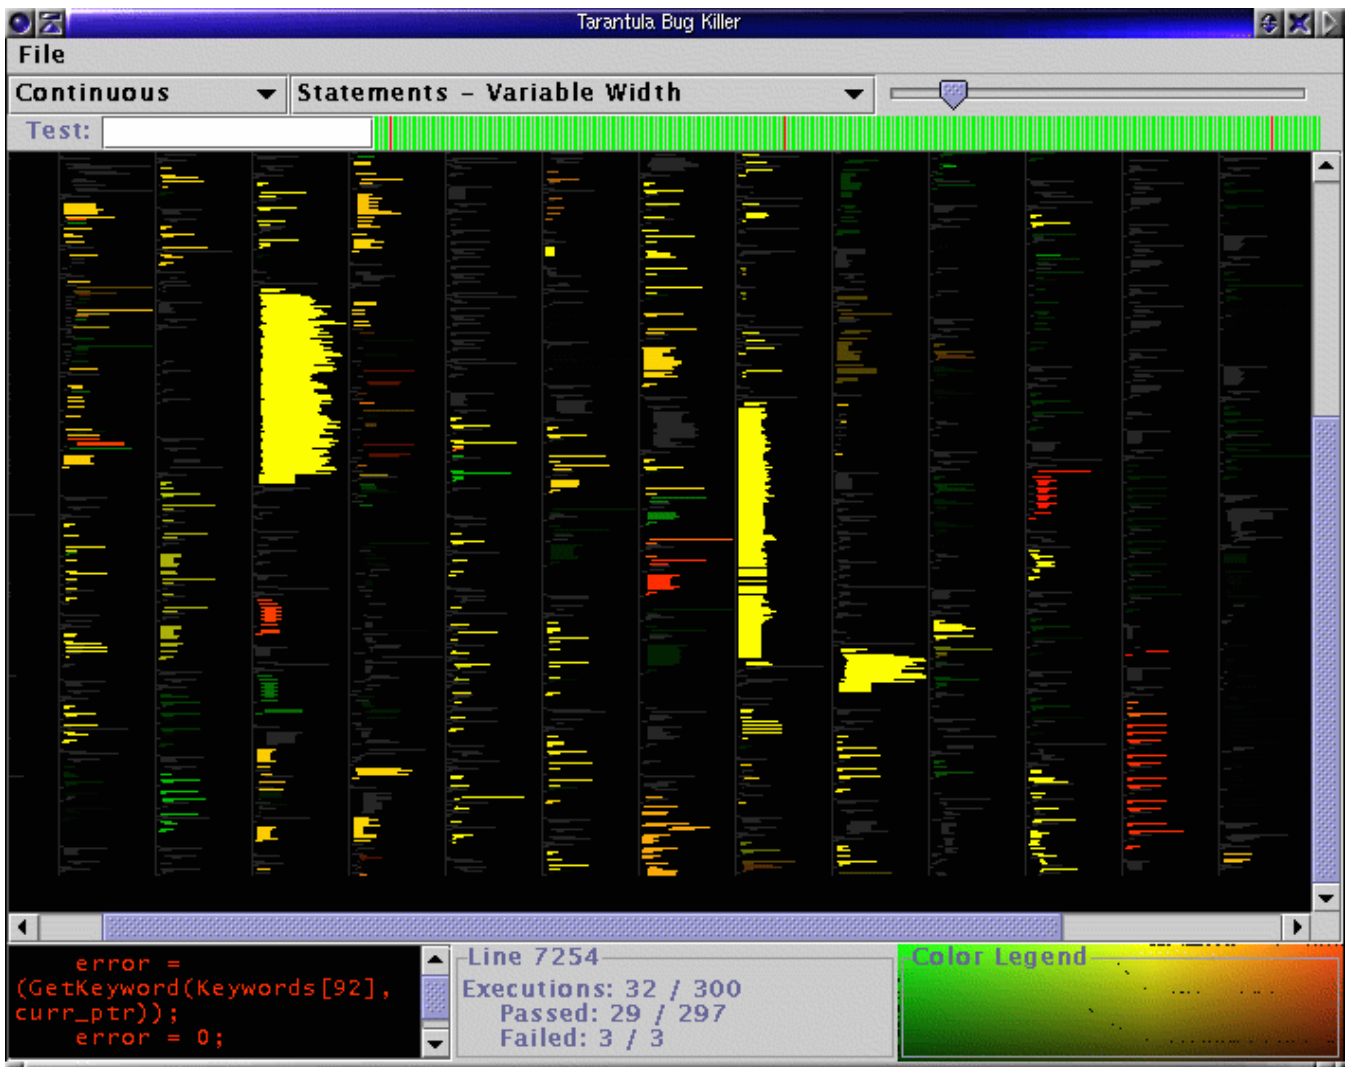 Tarantula Bug Killer
File
Continuous
Statements – Variable Width
Test:
error =
(GetKeyword(Keywords[92],
curr_ptr));
error = 0;
Line 7254
Executions: 32 / 300
Passed: 29 / 297
Failed: 3 / 3
Color Legend